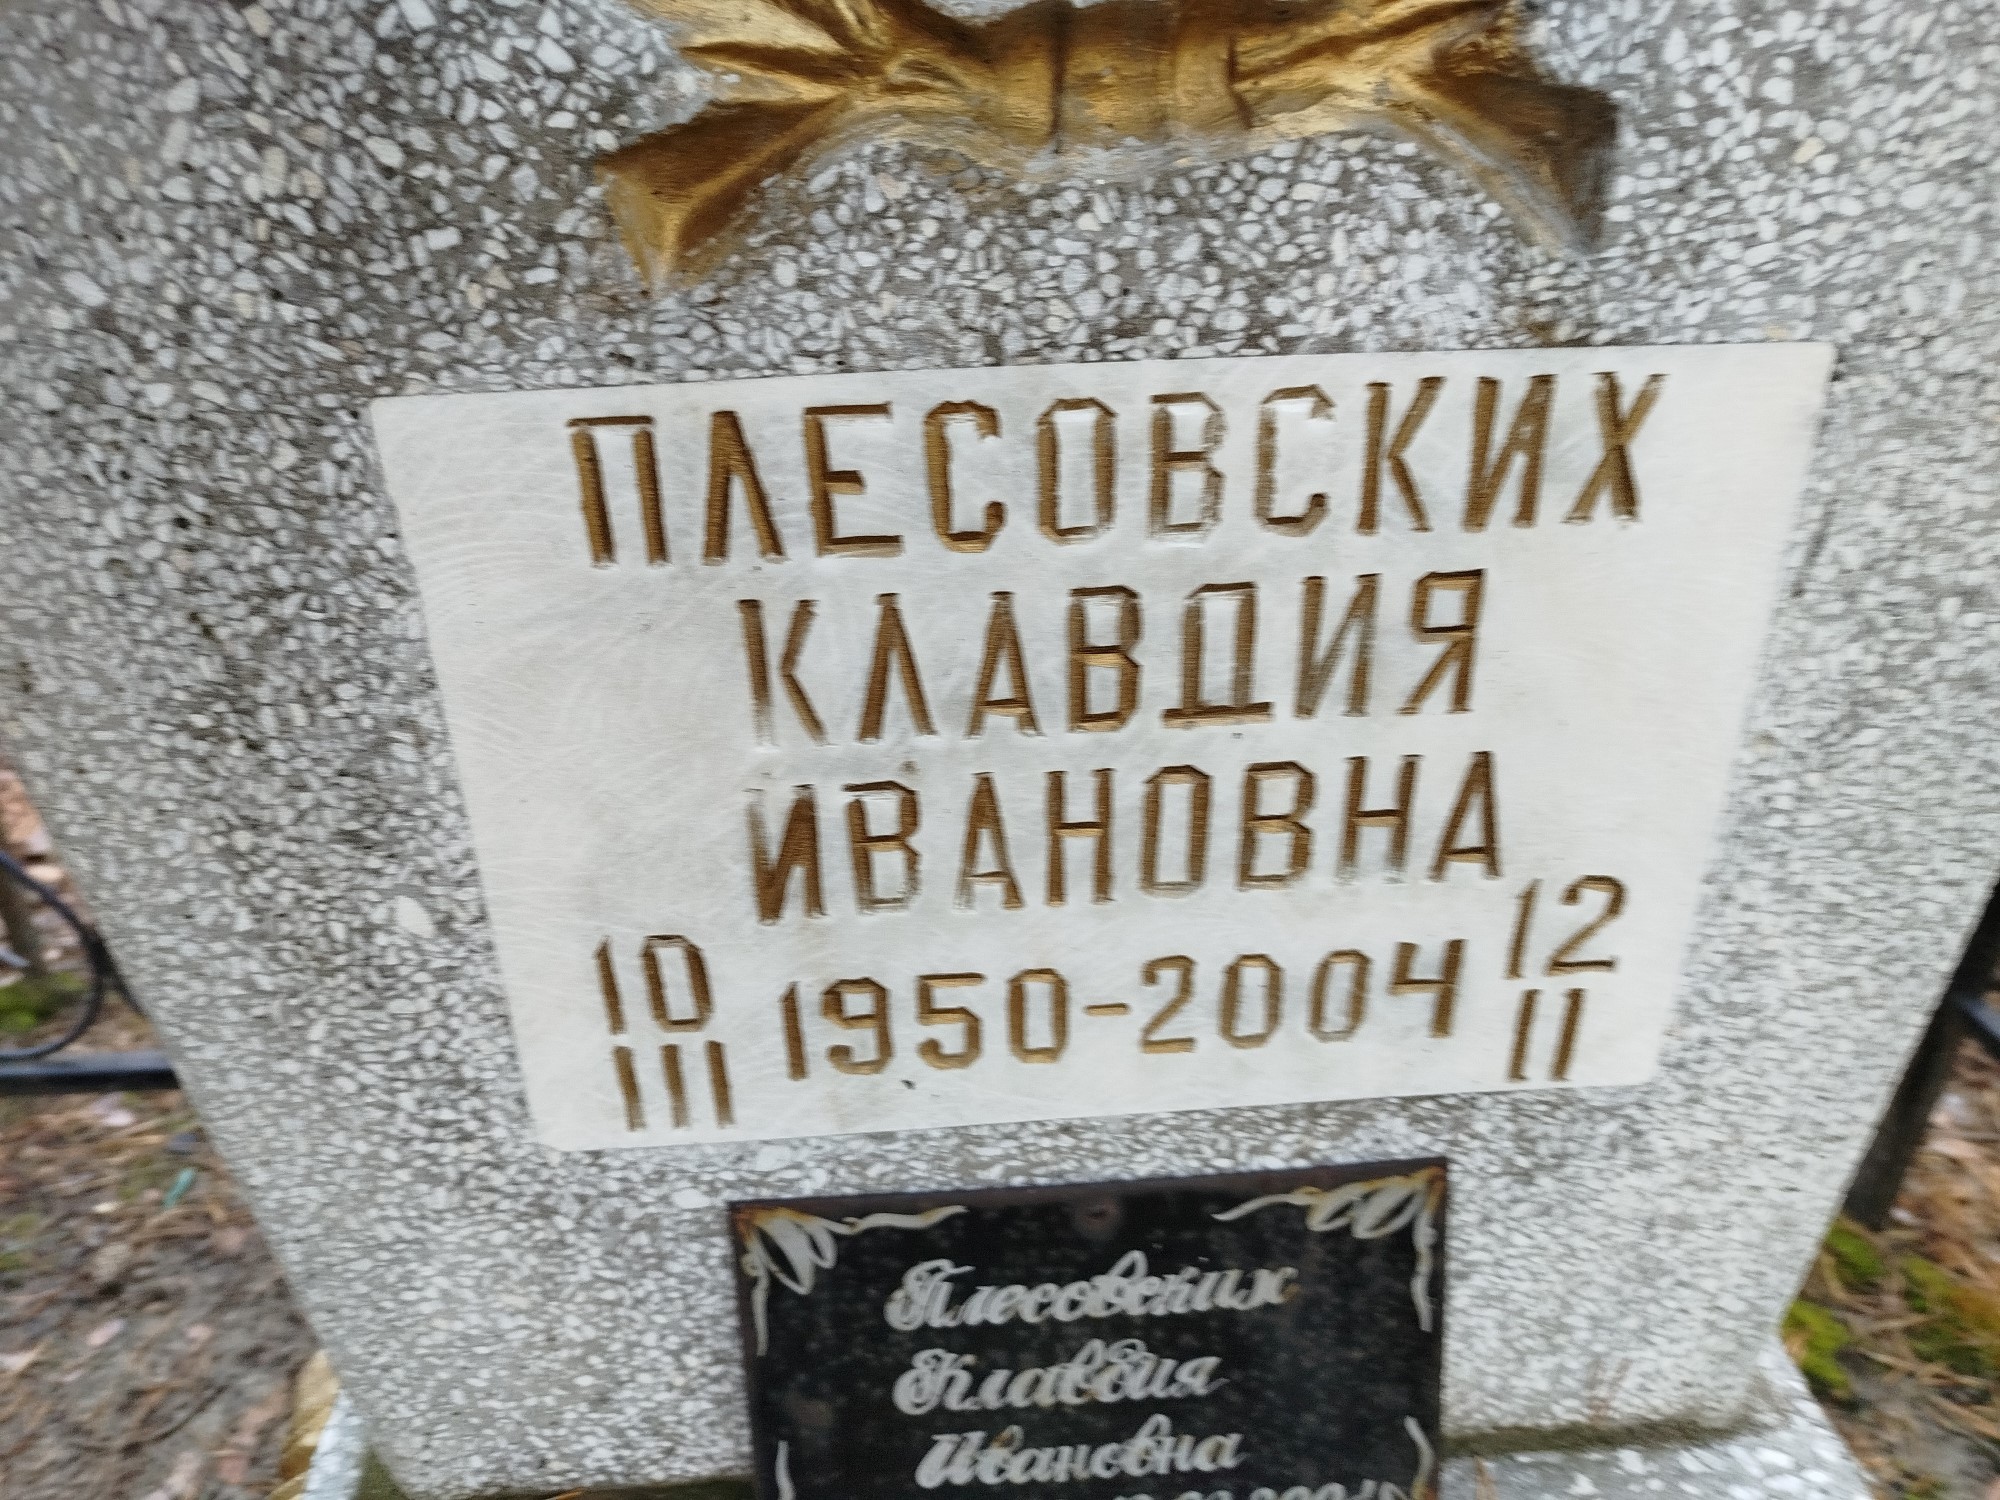 ПЛЕСОВСКИХ
КЛАВДИЯ
ИВАНОВНА
10 III 1950-2004 12 II
Плесовских
Клавдия
Ивановна